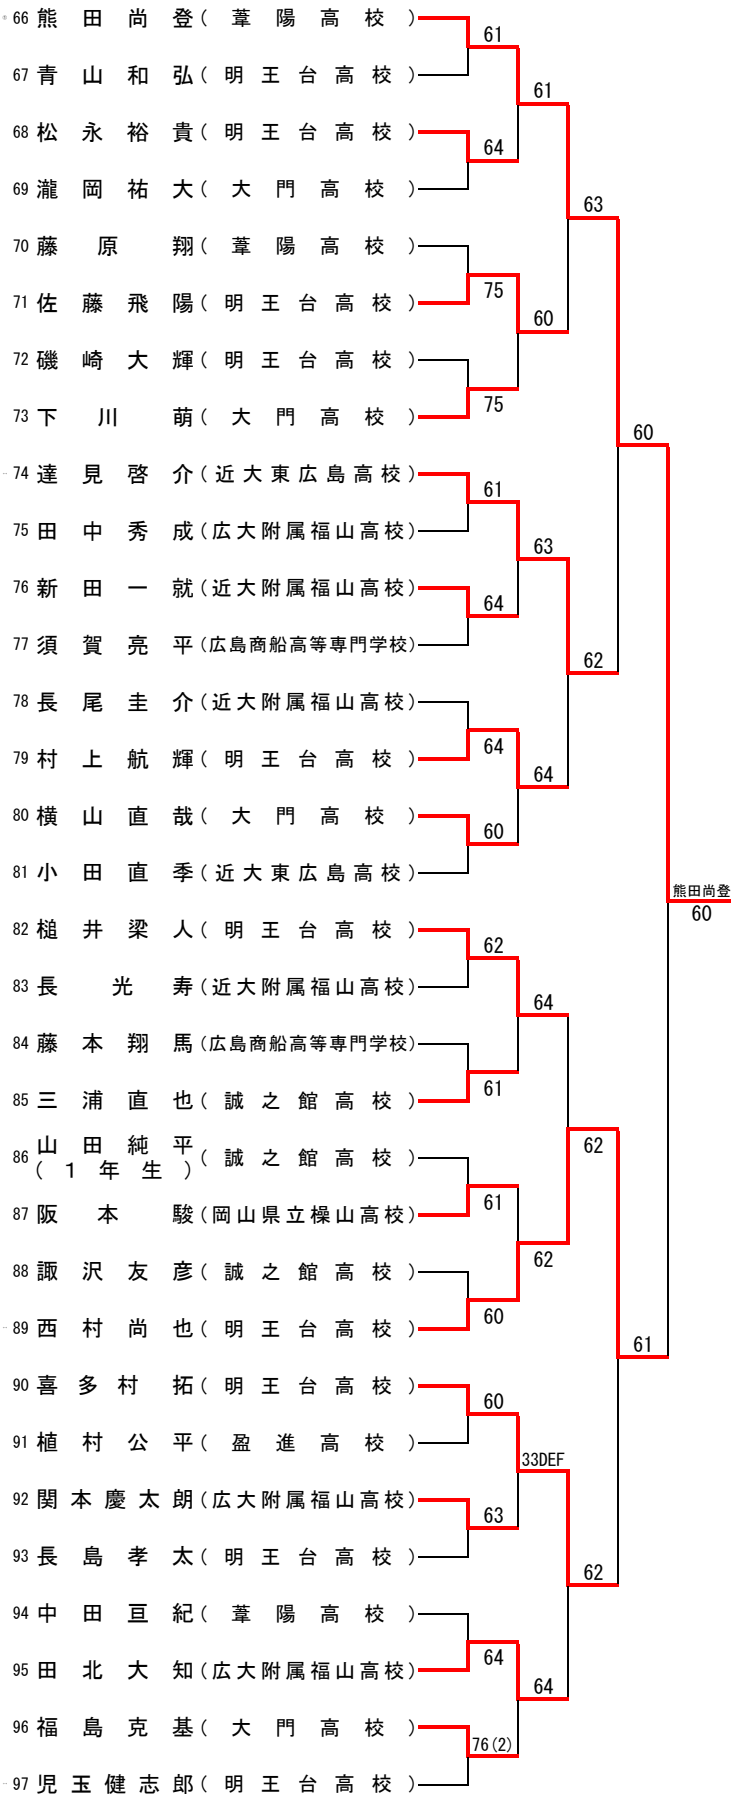 66 熊田尚登(葦陽高校)
61
67 青山和弘(明王台高校)
61
68 松永裕貴(明王台高校)
64
69 瀧岡祐大(大門高校)
63
70 藤原翔(葦陽高校)
75
71 佐藤飛陽(明王台高校)
60
72 磯崎大輝(明王台高校)
75
73 下川萌(大門高校)
60
74 達見啓介(近大東広島高校)
61
75 田中秀成(広大附属福山高校)
63
76 新田一就(近大附属福山高校)
64
77 須賀亮平(広島商船高等専門学校)
62
78 長尾圭介(近大附属福山高校)
64
79 村上航輝(明王台高校)
64
80 横山直哉(大門高校)
60
81 小田直季(近大東広島高校)
熊田尚登
60
82 槌井梁人(明王台高校)
62
83 長光寿(近大附属福山高校)
64
84 藤本翔馬(広島商船高等専門学校)
61
85 三浦直也(誠之館高校)
62
86 山田純平(1年生)(誠之館高校)
61
87 阪本駿(岡山県立操山高校)
62
88 諏沢友彦(誠之館高校)
60
89 西村尚也(明王台高校)
61
90 喜多村拓(明王台高校)
60
91 植村公平(盈進高校)
33DEF
92 関本慶太朗(広大附属福山高校)
63
93 長島孝太(明王台高校)
62
94 中田亘紀(葦陽高校)
64
95 田北大知(広大附属福山高校)
64
96 福島克基(大門高校)
76(2)
97 児玉健志郎(明王台高校)